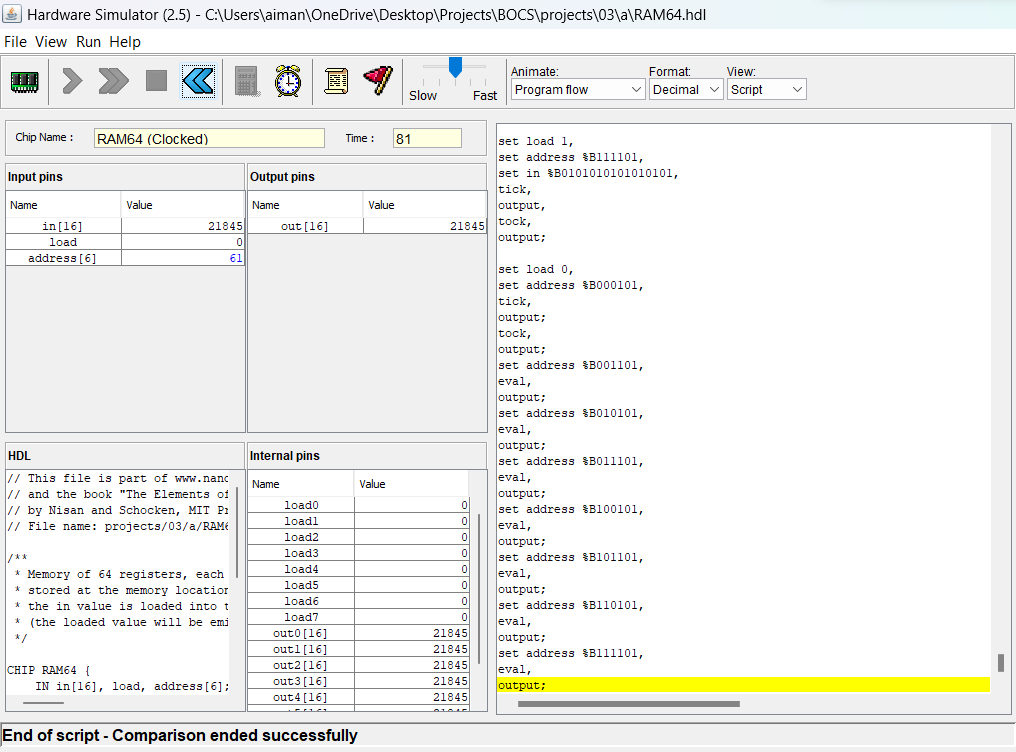 Hardware Simulator (2.5) - C:\Users\aiman\OneDrive\Desktop\Projects\BOCS\projects\03\a\RAM64.hdl
File View Run Help
Slow Fast
Animate: Format: View:
Program flow Decimal Script
Chip Name : RAM64 (Clocked) Time : 81
Input pins
Name Value
in[16] 21845
load 0
address[6] 61
Output pins
Name Value
out[16] 21845
HDL
// This file is part of www.nand
// and the book "The Elements of
// by Nisan and Schocken, MIT Pr
// File name: projects/03/a/RAM6
/**
* Memory of 64 registers, each
* stored at the memory location
* the in value is loaded into t
* (the loaded value will be emi
*/
CHIP RAM64 {
IN in[16], load, address[6];
Internal pins
Name Value
load0 0
load1 0
load2 0
load3 0
load4 0
load5 0
load6 0
load7 0
out0[16] 21845
out1[16] 21845
out2[16] 21845
out3[16] 21845
out4[16] 21845
set load 1,
set address %B111101,
set in %B0101010101010101,
tick,
output,
tock,
output;
set load 0,
set address %B000101,
tick,
output;
tock,
output;
set address %B001101,
eval,
output;
set address %B010101,
eval,
output;
set address %B011101,
eval,
output;
set address %B100101,
eval,
output;
set address %B101101,
eval,
output;
set address %B110101,
eval,
output;
set address %B111101,
eval,
output;
End of script - Comparison ended successfully